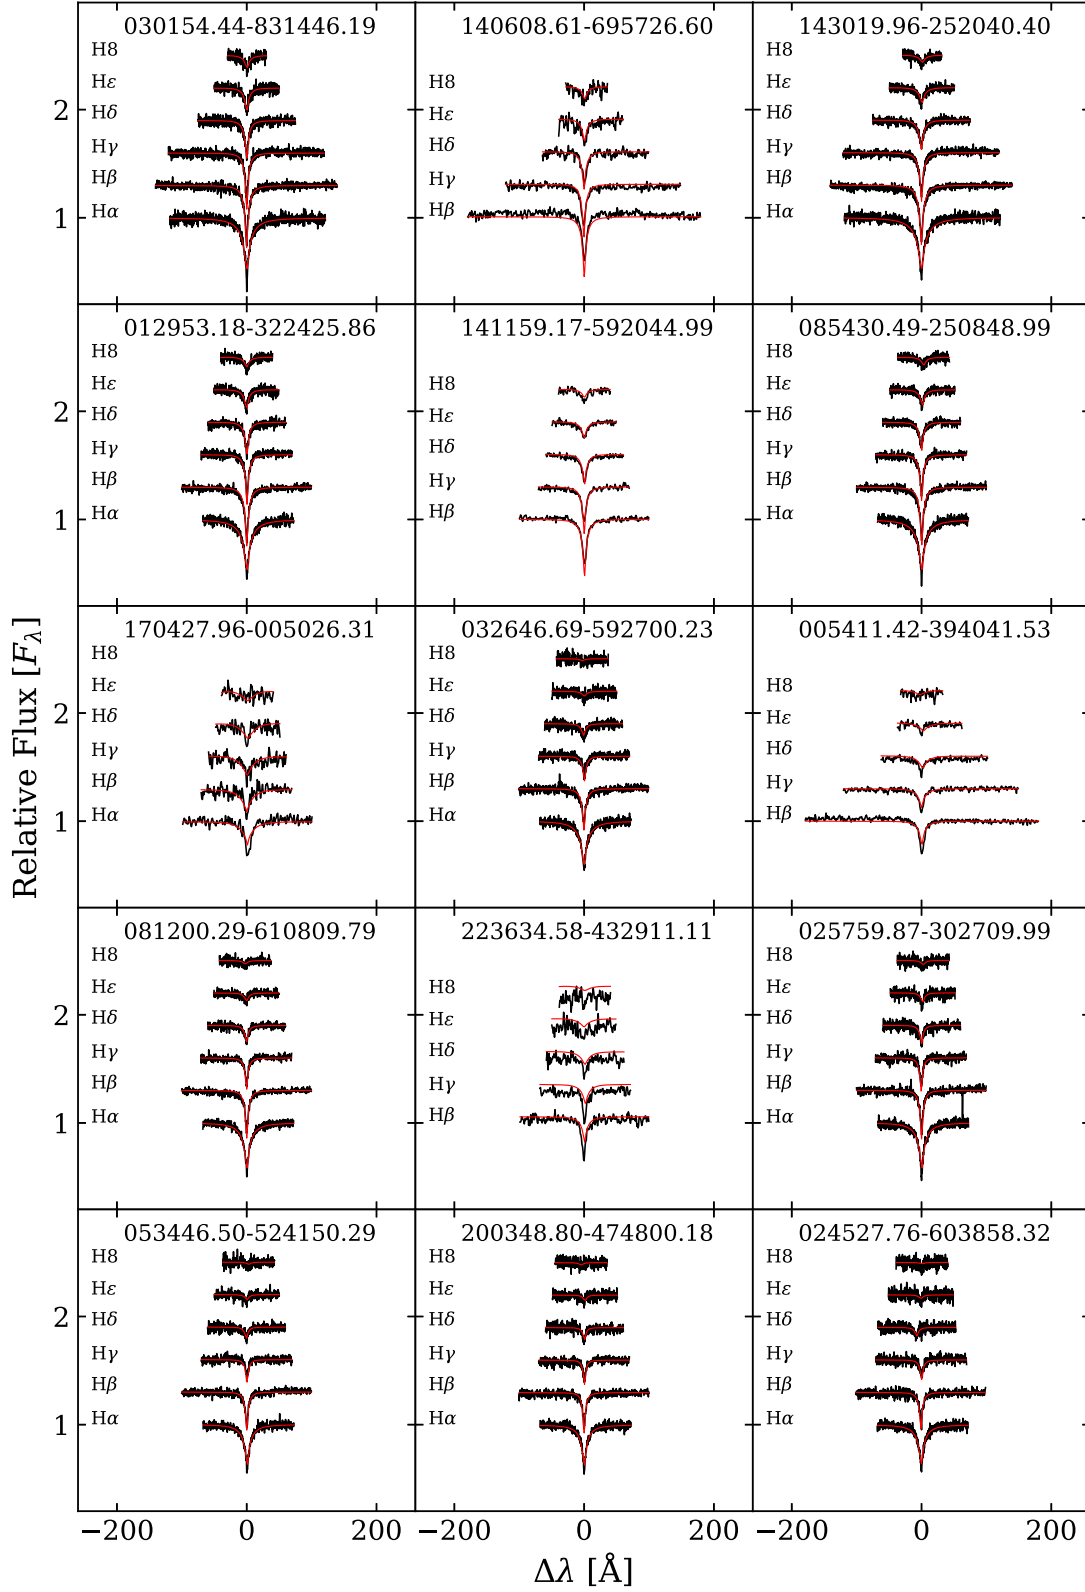 030154.44-831446.19
H8
Hε
Hδ
Hγ
Hβ
Hα
2
1
140608.61-695726.60
H8
Hε
Hδ
Hγ
Hβ
143019.96-252040.40
H8
Hε
Hδ
Hγ
Hβ
Hα
012953.18-322425.86
H8
Hε
Hδ
Hγ
Hβ
Hα
2
1
141159.17-592044.99
H8
Hε
Hδ
Hγ
Hβ
085430.49-250848.99
H8
Hε
Hδ
Hγ
Hβ
Hα
170427.96-005026.31
H8
Hε
Hδ
Hγ
Hβ
Hα
2
1
032646.69-592700.23
H8
Hε
Hδ
Hγ
Hβ
Hα
005411.42-394041.53
H8
Hε
Hδ
Hγ
Hβ
081200.29-610809.79
H8
Hε
Hδ
Hγ
Hβ
Hα
2
1
223634.58-432911.11
H8
Hε
Hδ
Hγ
Hβ
025759.87-302709.99
H8
Hε
Hδ
Hγ
Hβ
Hα
053446.50-524150.29
H8
Hε
Hδ
Hγ
Hβ
Hα
2
1
200348.80-474800.18
H8
Hε
Hδ
Hγ
Hβ
Hα
024527.76-603858.32
H8
Hε
Hδ
Hγ
Hβ
Hα
−200 0 200
−200 0 200
−200 0 200
Relative Flux [Fλ]
Δλ [Å]